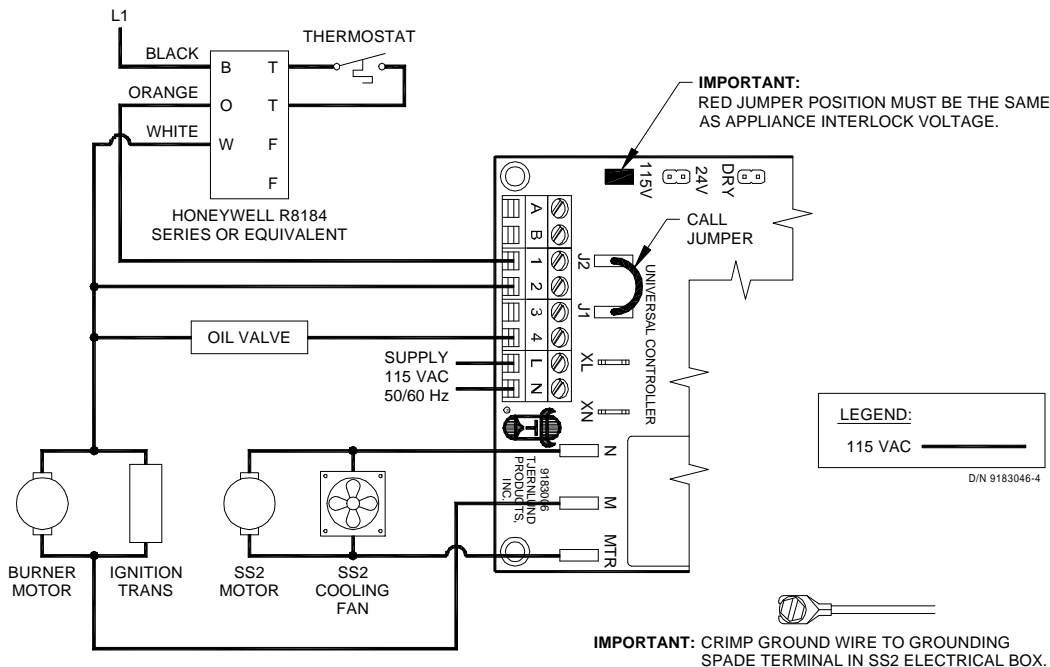 L1
BLACK
THERMOSTAT
B T
ORANGE
O T
WHITE
W F
F
HONEYWELL R8184
SERIES OR EQUIVALENT
IMPORTANT:
RED JUMPER POSITION MUST BE THE SAME
AS APPLIANCE INTERLOCK VOLTAGE.
115V
24V
DRY
A
B
1
2
3
4
L
N
J2
J1
CALL
JUMPER
UNIVERSAL CONTROLLER
XL
XN
OIL VALVE
SUPPLY
115 VAC
50/60 Hz
T
9183006
TJERNLUND
PRODUCTS,
INC.
N
M
MTR
LEGEND:
115 VAC
D/N 9183046-4
BURNER
MOTOR
IGNITION
TRANS
SS2
MOTOR
SS2
COOLING
FAN
IMPORTANT: CRIMP GROUND WIRE TO GROUNDING
SPADE TERMINAL IN SS2 ELECTRICAL BOX.